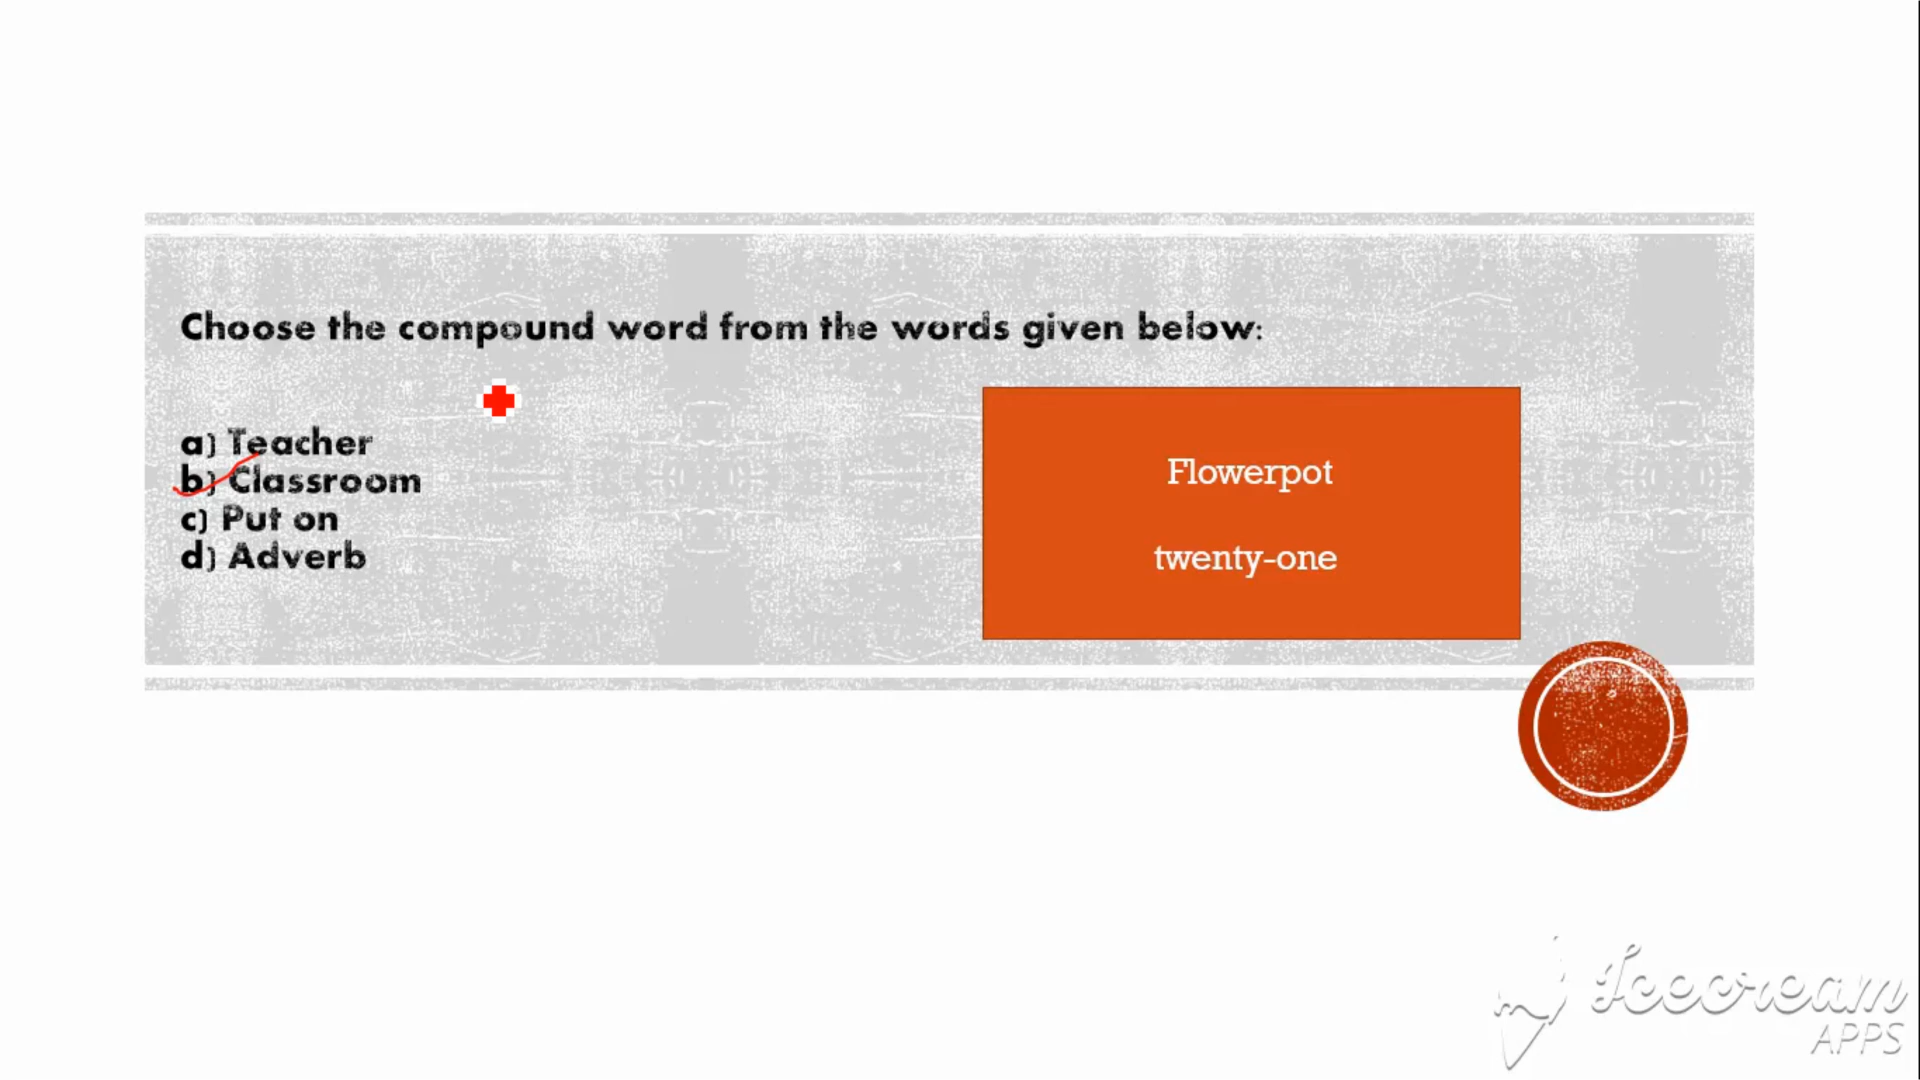 Choose the compound word from the words given below:
a) Teacher
b) Classroom
c) Put on
d) Adverb
Flowerpot
twenty-one
Icecream
APPS